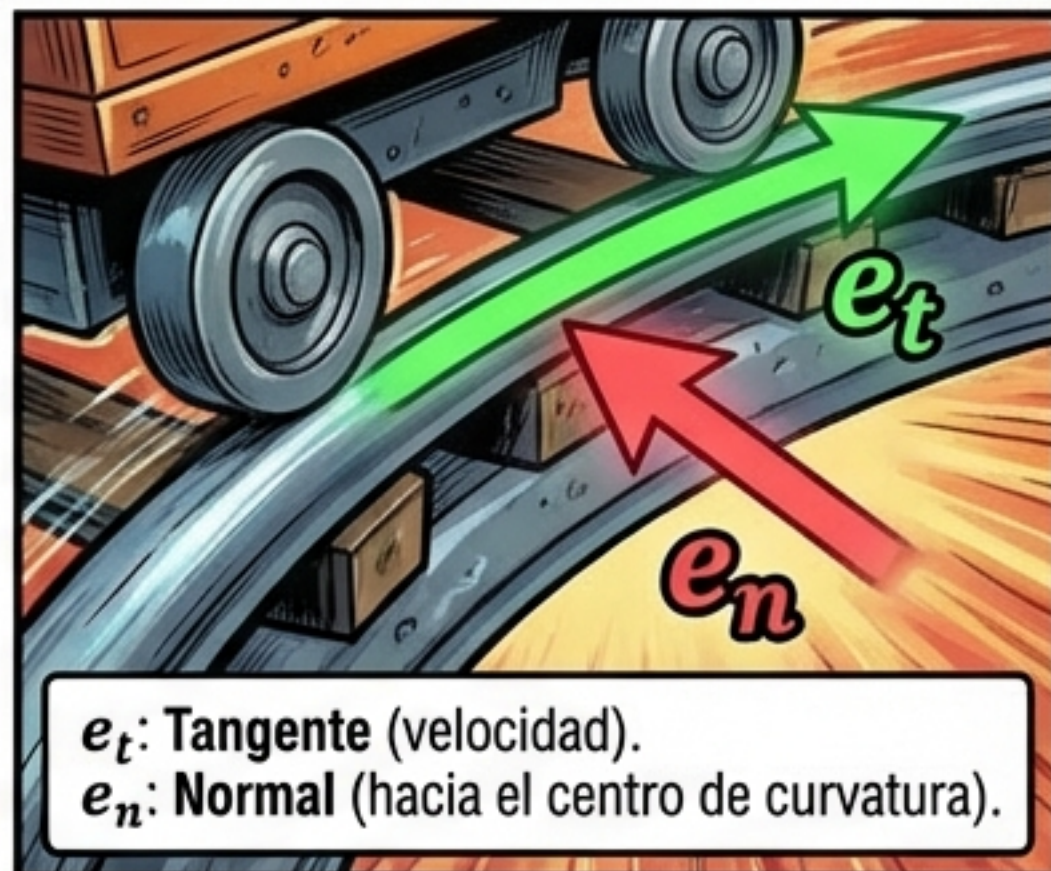 e_t
e_n
e_t: Tangente (velocidad).
e_n: Normal (hacia el centro de curvatura).